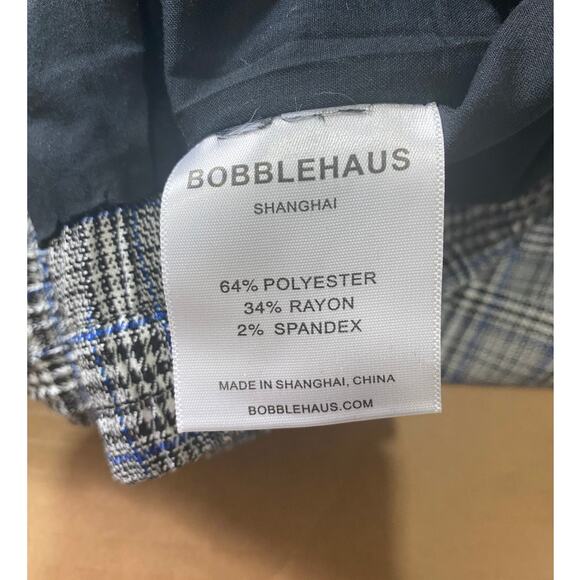 BOBBLEHAUS
SHANGHAI
64% POLYESTER
34% RAYON
2% SPANDEX
MADE IN SHANGHAI, CHINA
BOBBLEHAUS.COM